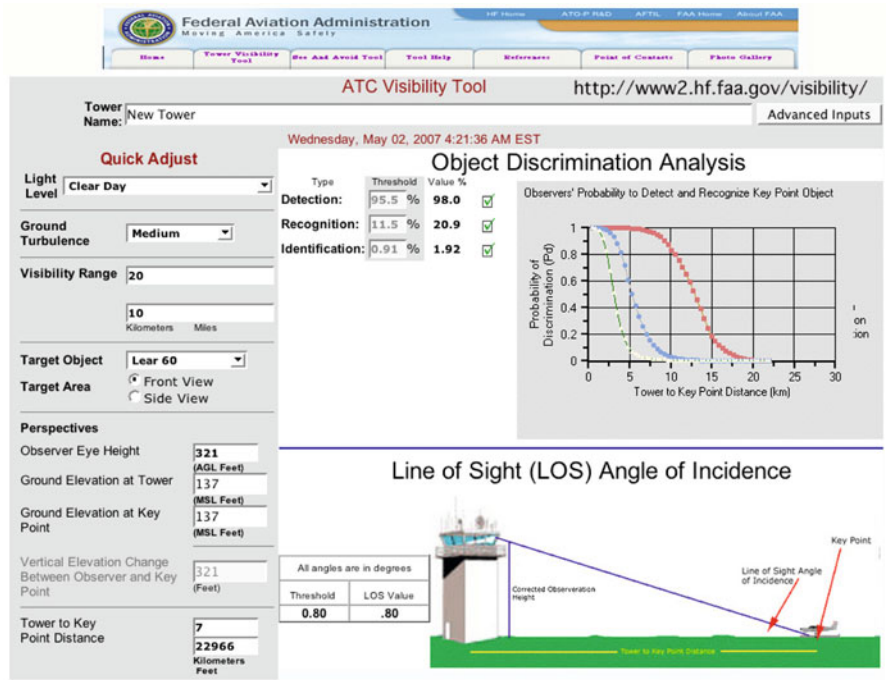 Federal Aviation Administration
Moving America Safely
HF Home ATO-P R&D AFTIL FAA Home About FAA
Home Tower Visibility Tool See And Avoid Tool Tool Help References Point of Contacts Photo Gallery
ATC Visibility Tool http://www2.hf.faa.gov/visibility/
Tower Name: New Tower Advanced Inputs
Wednesday, May 02, 2007 4:21:36 AM EST
Quick Adjust
Light Level Clear Day
Ground Turbulence Medium
Visibility Range 20
10
Kilometers Miles
Target Object Lear 60
Target Area Front View
Side View
Perspectives
Observer Eye Height 321
(AGL Feet)
Ground Elevation at Tower 137
(MSL Feet)
Ground Elevation at Key Point 137
(MSL Feet)
Vertical Elevation Change Between Observer and Key Point 321
(Feet)
Tower to Key Point Distance 7
22966
Kilometers
Feet
Object Discrimination Analysis
Type Threshold Value %
Detection: 95.5 % 98.0
Recognition: 11.5 % 20.9
Identification: 0.91 % 1.92
Observers' Probability to Detect and Recognize Key Point Object
Probability of Discrimination (Pd)
1
0.8
0.6
0.4
0.2
0
0 5 10 15 20 25 30
Tower to Key Point Distance (km)
on
ion
Line of Sight (LOS) Angle of Incidence
All angles are in degrees
Threshold LOS Value
0.80 .80
Corrected Obseveration Height
Line of Sight Angle of Incidence
Key Point
Tower to Key Point Distance